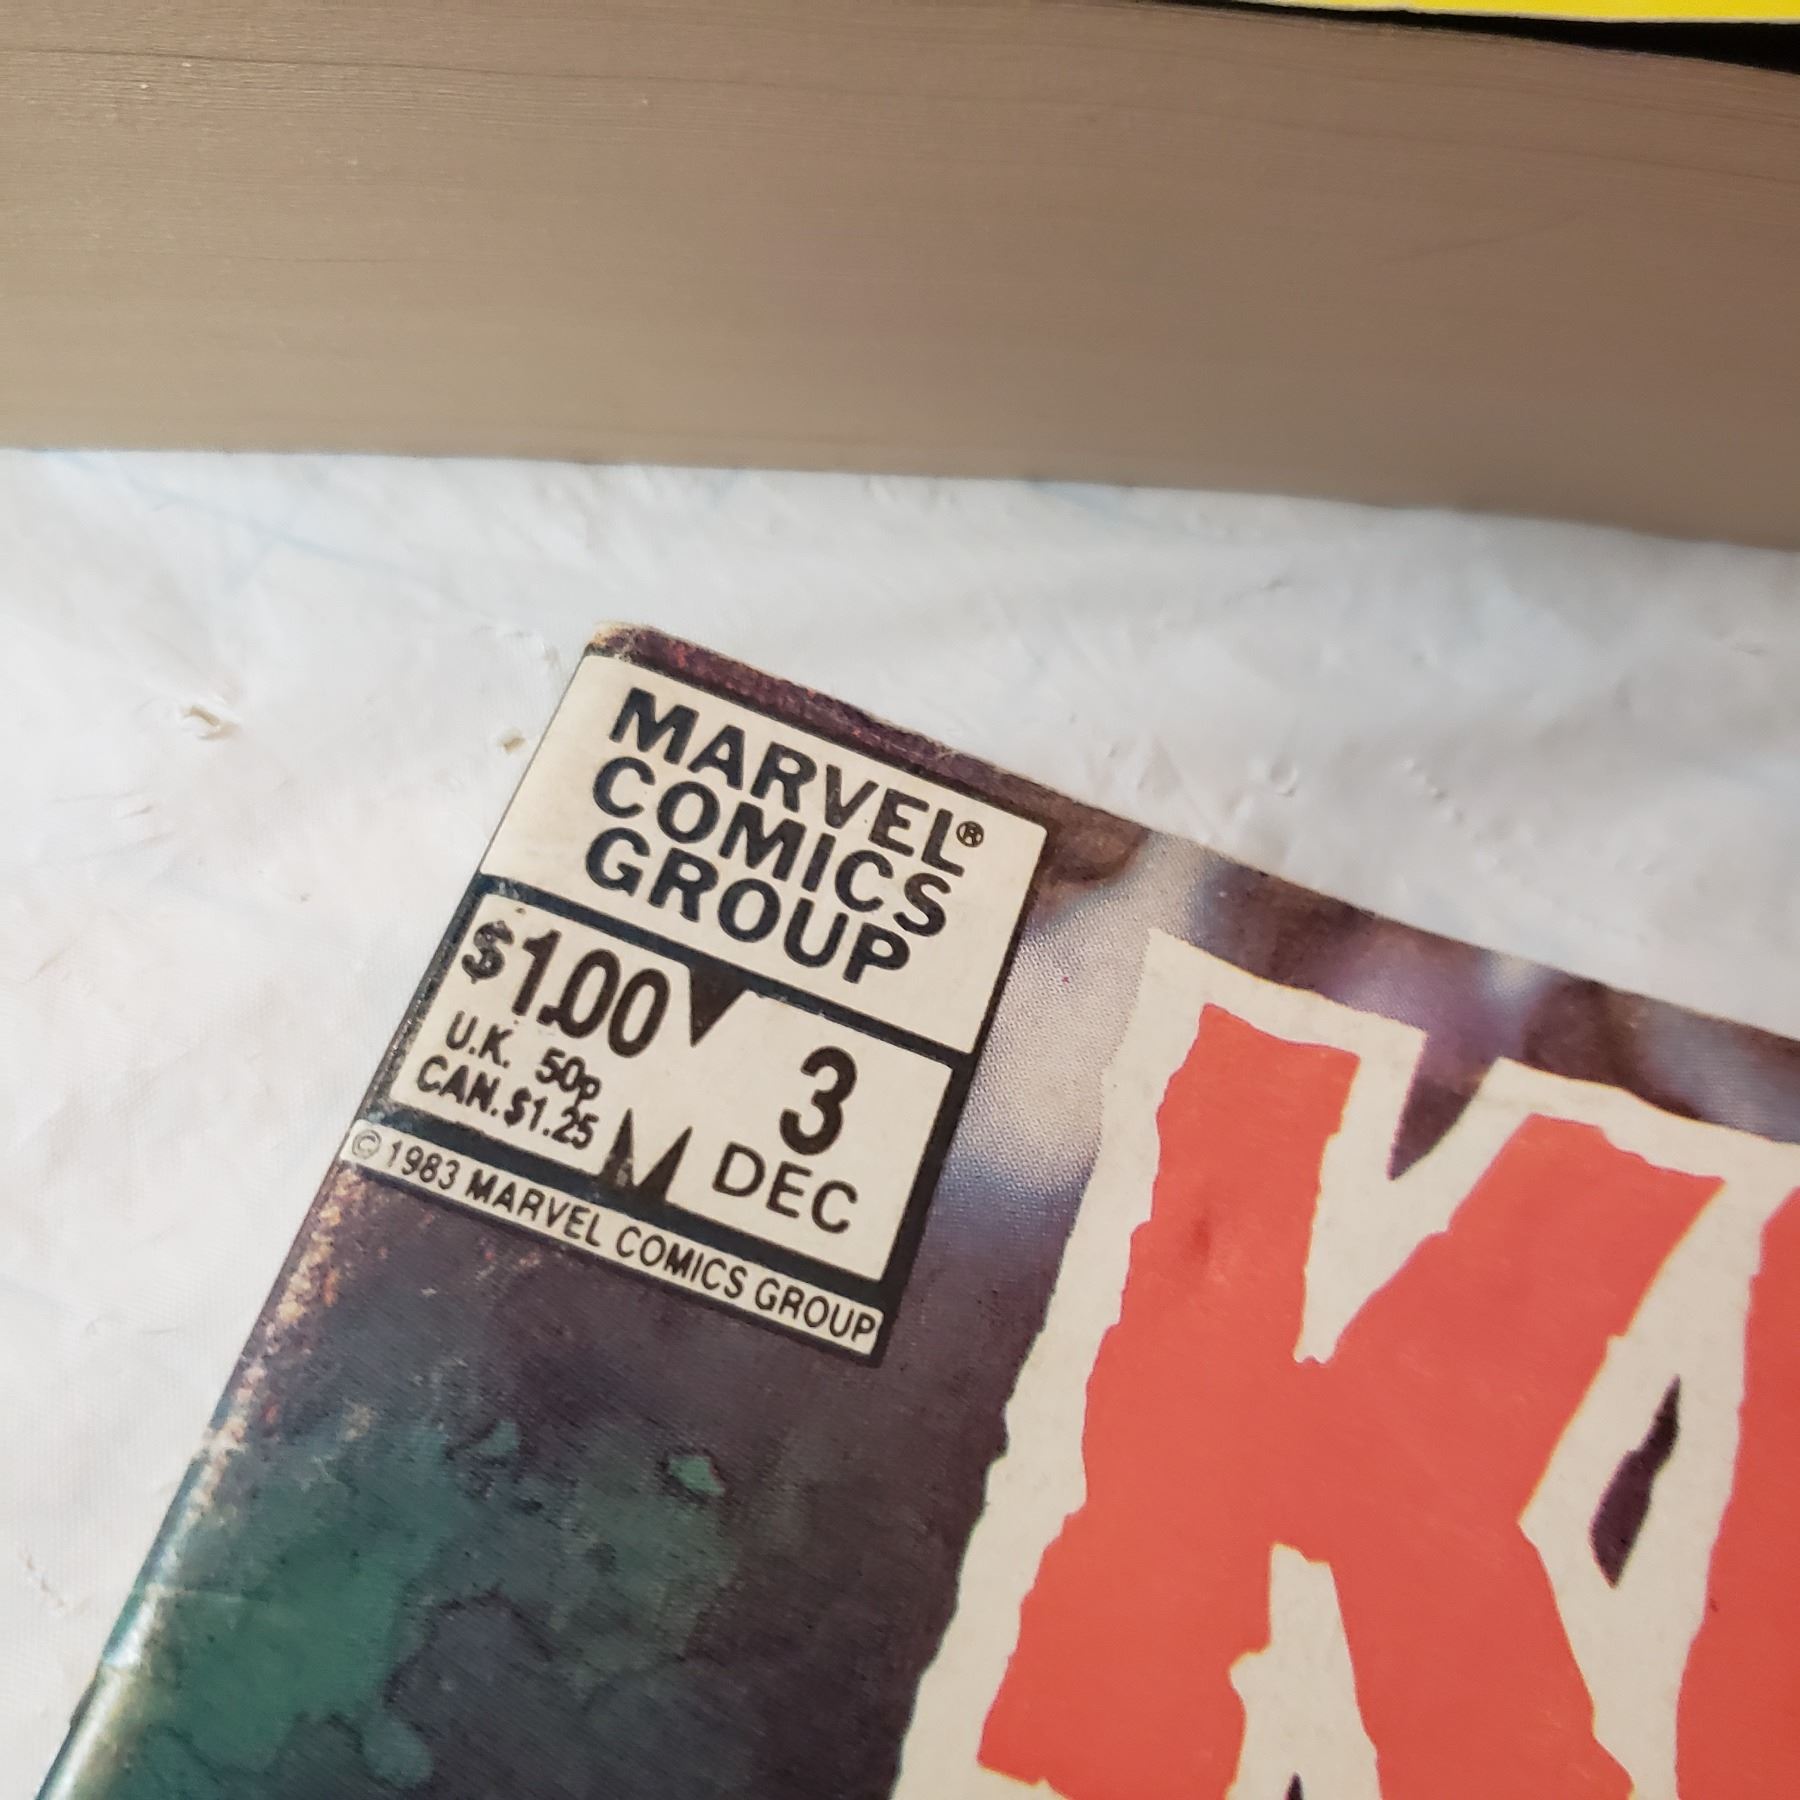 MARVEL®
COMICS
GROUP
$1.00
U.K. 50p
CAN. $1.25
3
DEC
© 1983 MARVEL COMICS GROUP
K